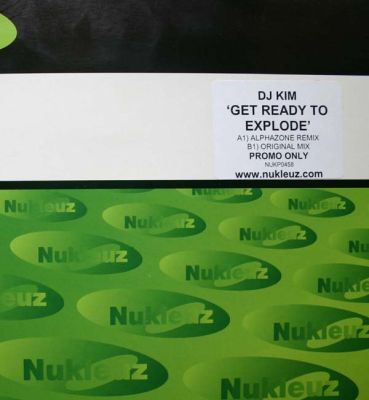 DJ KIM
'GET READY TO
EXPLODE'
A1) ALPHAZONE REMIX
B1) ORIGINAL MIX
PROMO ONLY
NUKP0458
www.nukleuz.com
Nukleuz
Nukleuz
Nukleuz
Nukleuz
Nukleuz
Nukleuz
Nukleuz
Nukleuz
Nukleuz
Nukleuz